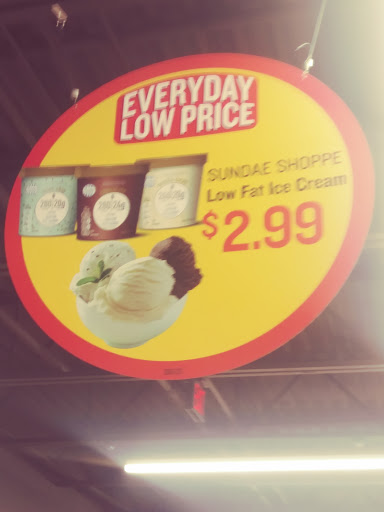 EVERYDAY
LOW PRICE
SUNDAE SHOPPE
Low Fat Ice Cream
$2.99